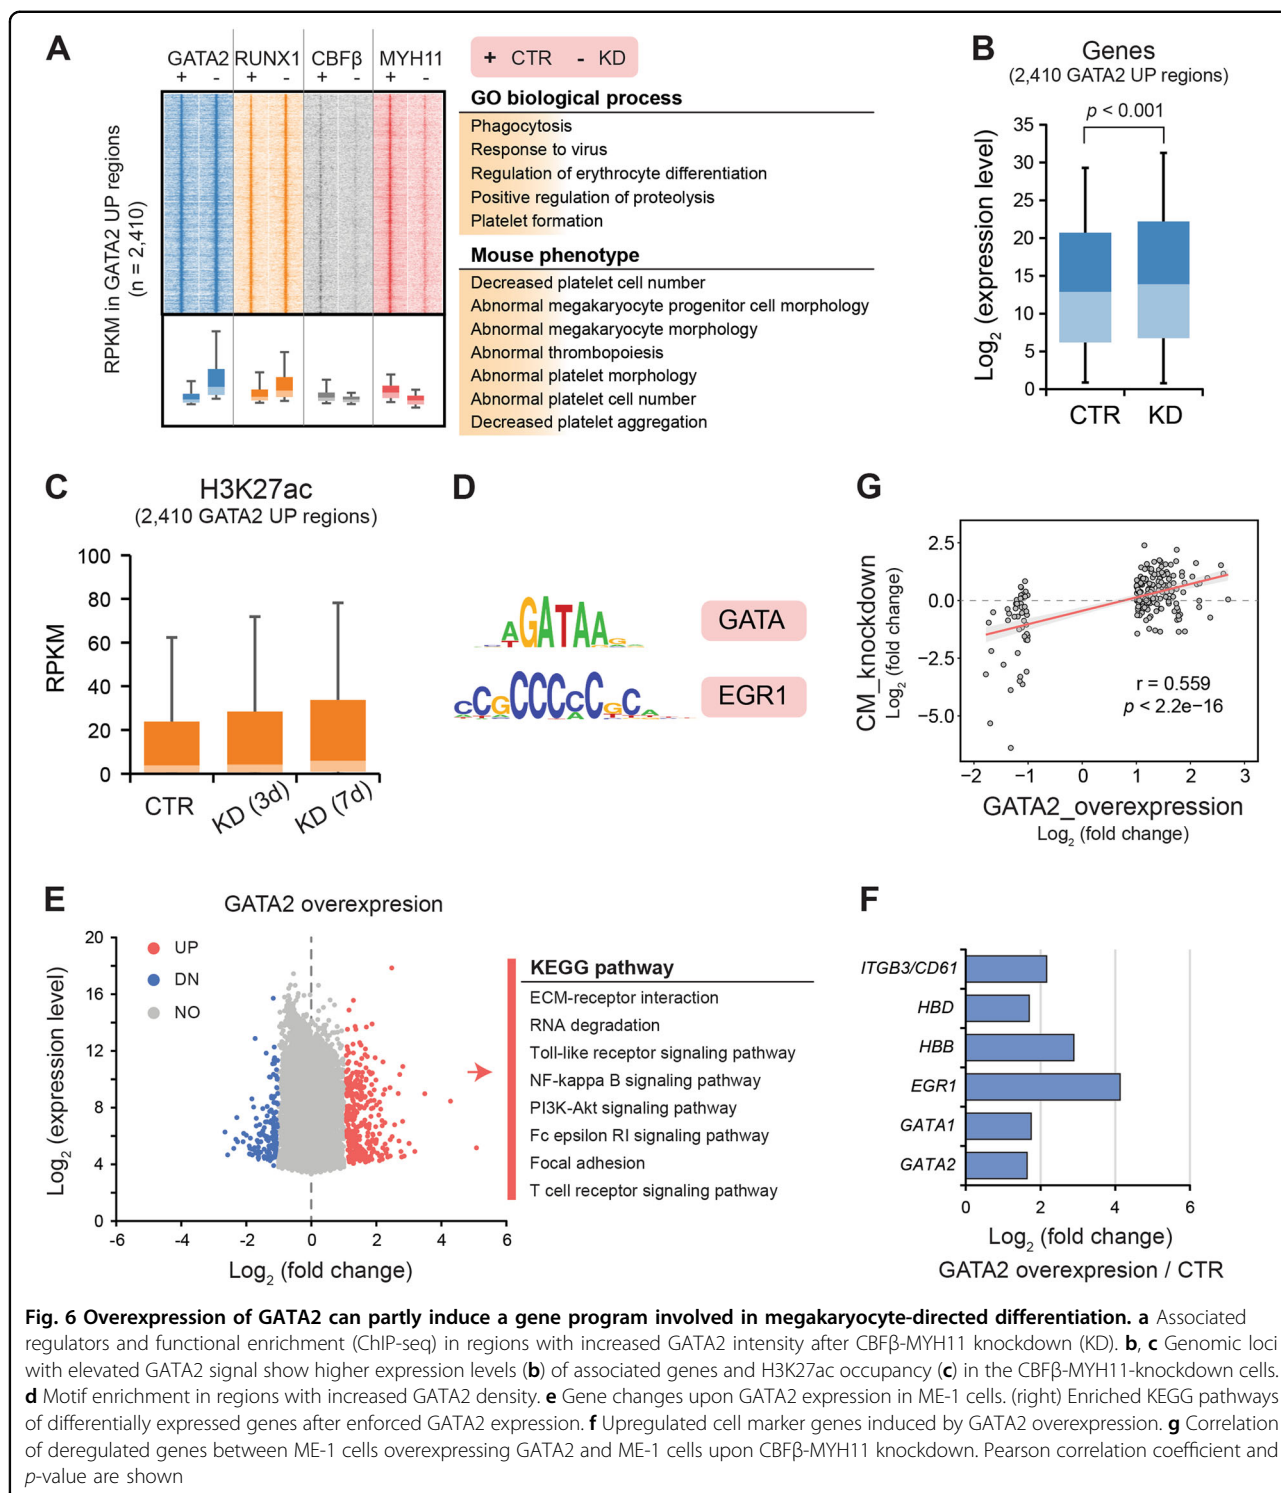 A
GATA2 RUNX1 CBFβ MYH11
+ - + - + - + -
+ CTR - KD
RPKM in GATA2 UP regions
(n = 2,410)
GO biological process
Phagocytosis
Response to virus
Regulation of erythrocyte differentiation
Positive regulation of proteolysis
Platelet formation
Mouse phenotype
Decreased platelet cell number
Abnormal megakaryocyte progenitor cell morphology
Abnormal megakaryocyte morphology
Abnormal thrombopoiesis
Abnormal platelet morphology
Abnormal platelet cell number
Decreased platelet aggregation
B
Genes
(2,410 GATA2 UP regions)
p < 0.001
Log2 (expression level)
35
30
25
20
15
10
5
0
CTR KD
C
H3K27ac
(2,410 GATA2 UP regions)
RPKM
100
80
60
40
20
0
CTR KD (3d) KD (7d)
D
ATGATAAGG
GATA
CCGCCCCCGCA
EGR1
G
CM_knockdown
Log2 (fold change)
2.5
0.0
−2.5
−5.0
r = 0.559
p < 2.2e−16
−2 −1 0 1 2 3
GATA2_overexpression
Log2 (fold change)
E
GATA2 overexpresion
UP
DN
NO
Log2 (expression level)
20
16
12
8
4
0
-6 -4 -2 0 2 4 6
Log2 (fold change)
KEGG pathway
ECM-receptor interaction
RNA degradation
Toll-like receptor signaling pathway
NF-kappa B signaling pathway
PI3K-Akt signaling pathway
Fc epsilon RI signaling pathway
Focal adhesion
T cell receptor signaling pathway
F
ITGB3/CD61
HBD
HBB
EGR1
GATA1
GATA2
0 2 4 6
Log2 (fold change)
GATA2 overexpresion / CTR
Fig. 6 Overexpression of GATA2 can partly induce a gene program involved in megakaryocyte-directed differentiation. a Associated
regulators and functional enrichment (ChIP-seq) in regions with increased GATA2 intensity after CBFβ-MYH11 knockdown (KD). b, c Genomic loci
with elevated GATA2 signal show higher expression levels (b) of associated genes and H3K27ac occupancy (c) in the CBFβ-MYH11-knockdown cells.
d Motif enrichment in regions with increased GATA2 density. e Gene changes upon GATA2 expression in ME-1 cells. (right) Enriched KEGG pathways
of differentially expressed genes after enforced GATA2 expression. f Upregulated cell marker genes induced by GATA2 overexpression. g Correlation
of deregulated genes between ME-1 cells overexpressing GATA2 and ME-1 cells upon CBFβ-MYH11 knockdown. Pearson correlation coefficient and
p-value are shown